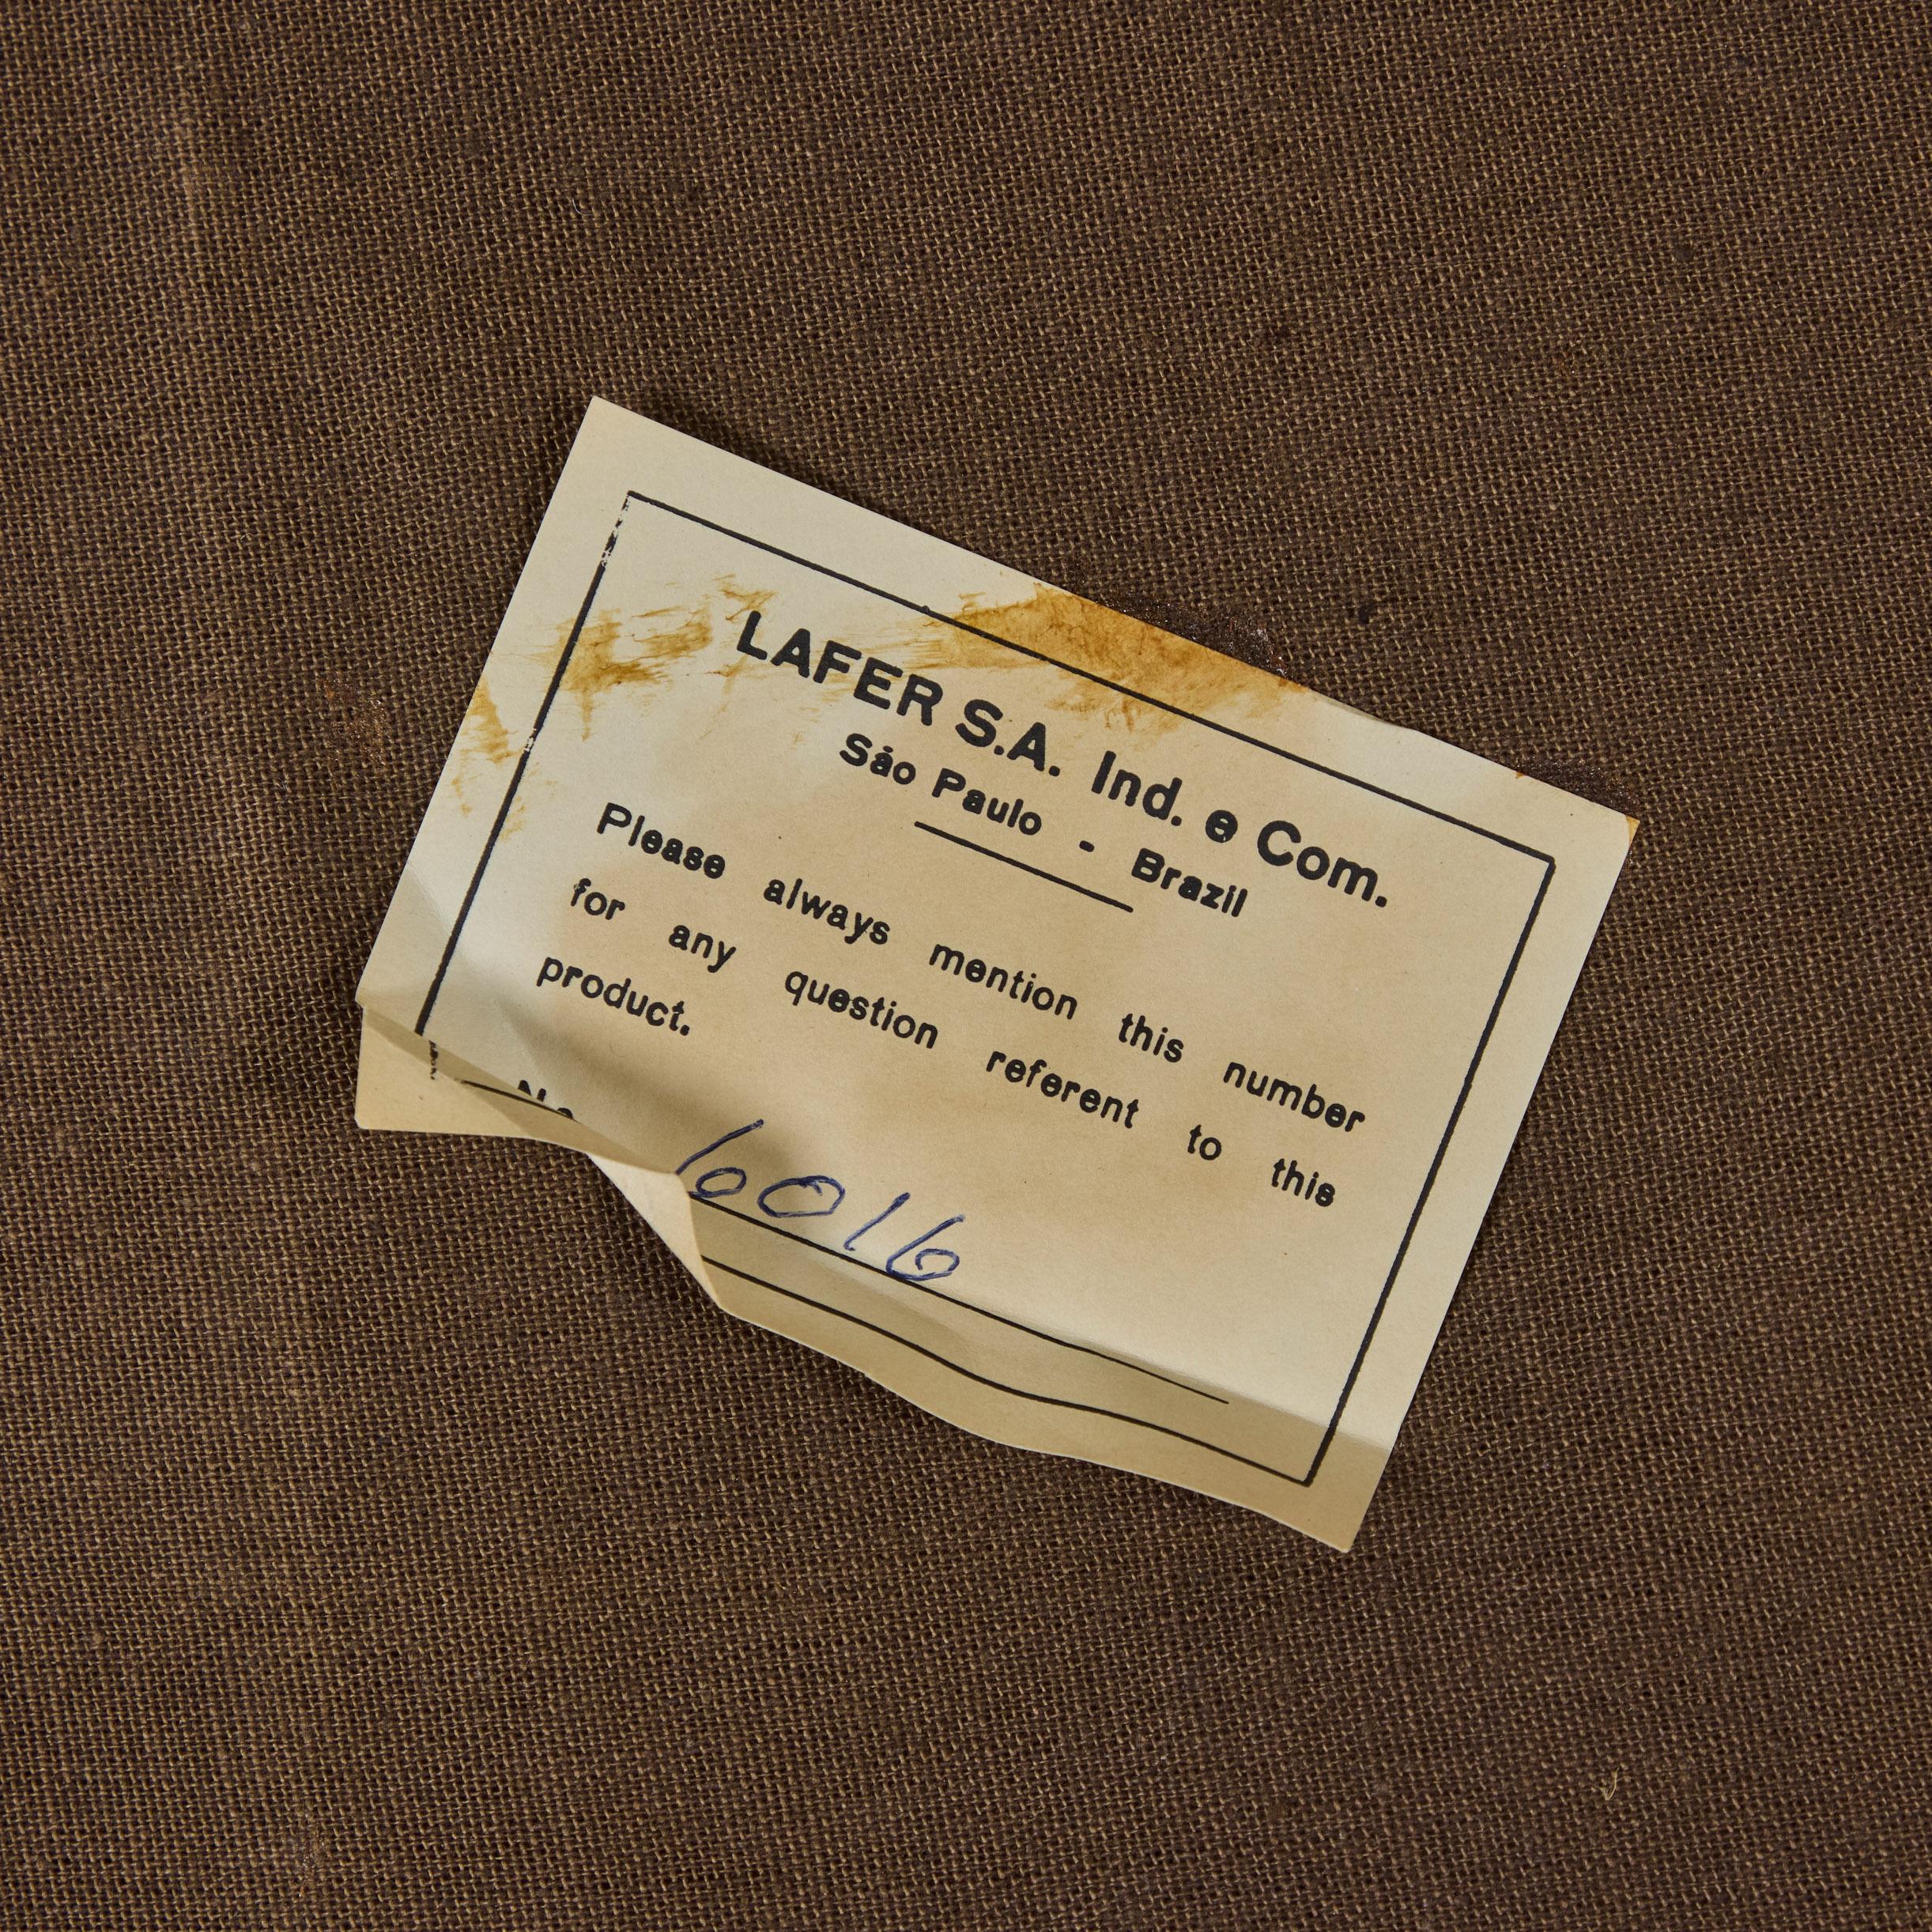 LAFER S.A. Ind. e Com.
São Paulo - Brazil
Please always mention this number
for any question referent to this
product.
No 6016